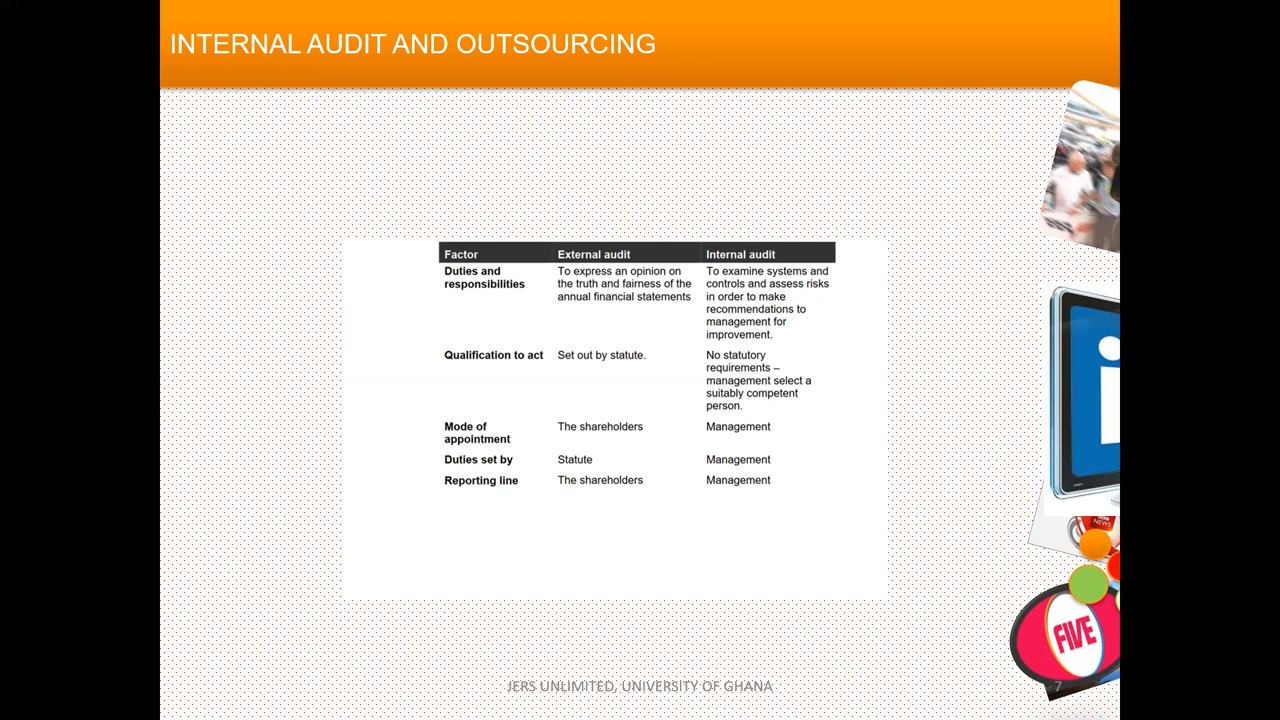 INTERNAL AUDIT AND OUTSOURCING
Factor External audit Internal audit
Duties and
responsibilities
To express an opinion on
the truth and fairness of the
annual financial statements
To examine systems and
controls and assess risks
in order to make
recommendations to
management for
improvement.
Qualification to act
Set out by statute.
No statutory
requirements –
management select a
suitably competent
person.
Mode of
appointment
The shareholders
Management
Duties set by Statute Management
Reporting line The shareholders Management
NEWS
FIVE
JERS UNLIMITED, UNIVERSITY OF GHANA
7